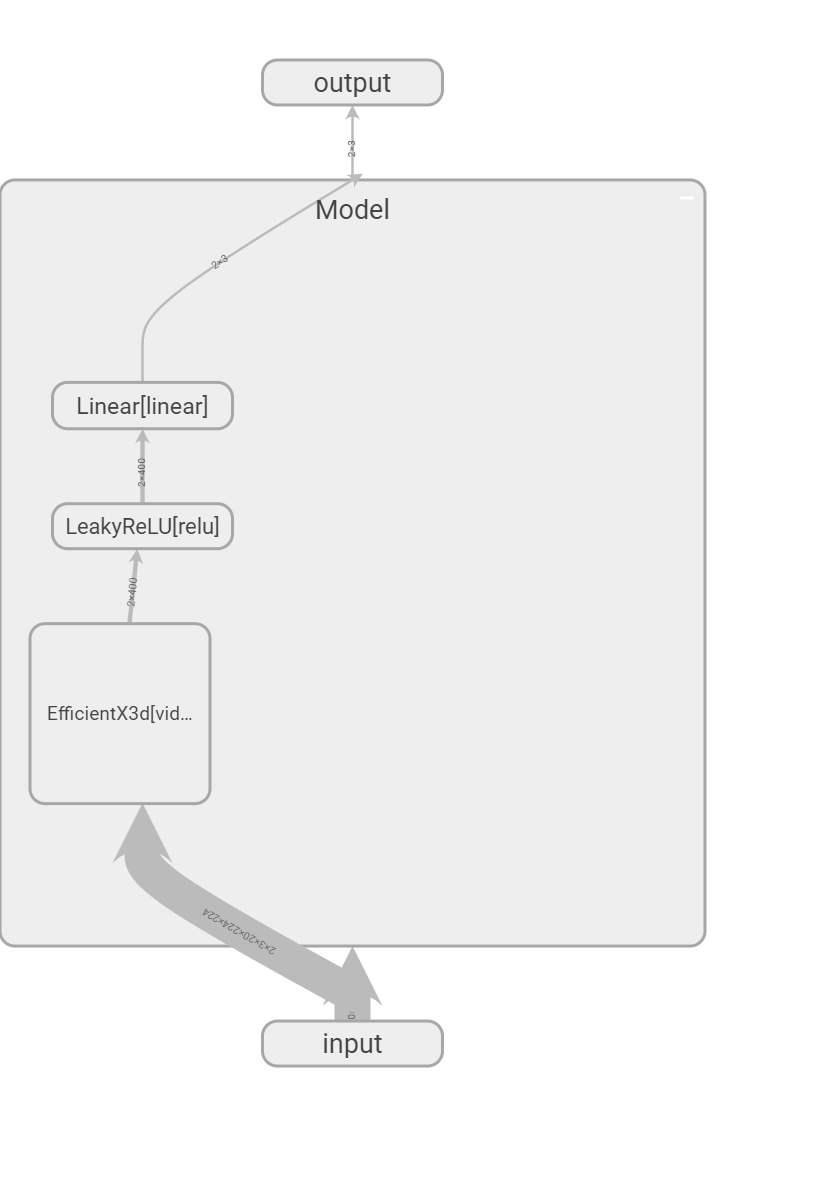 output
2×3
Model
2×3
Linear[linear]
2×400
LeakyReLU[relu]
2×400
EfficientX3d[vid...
2×3×20×224×224
input